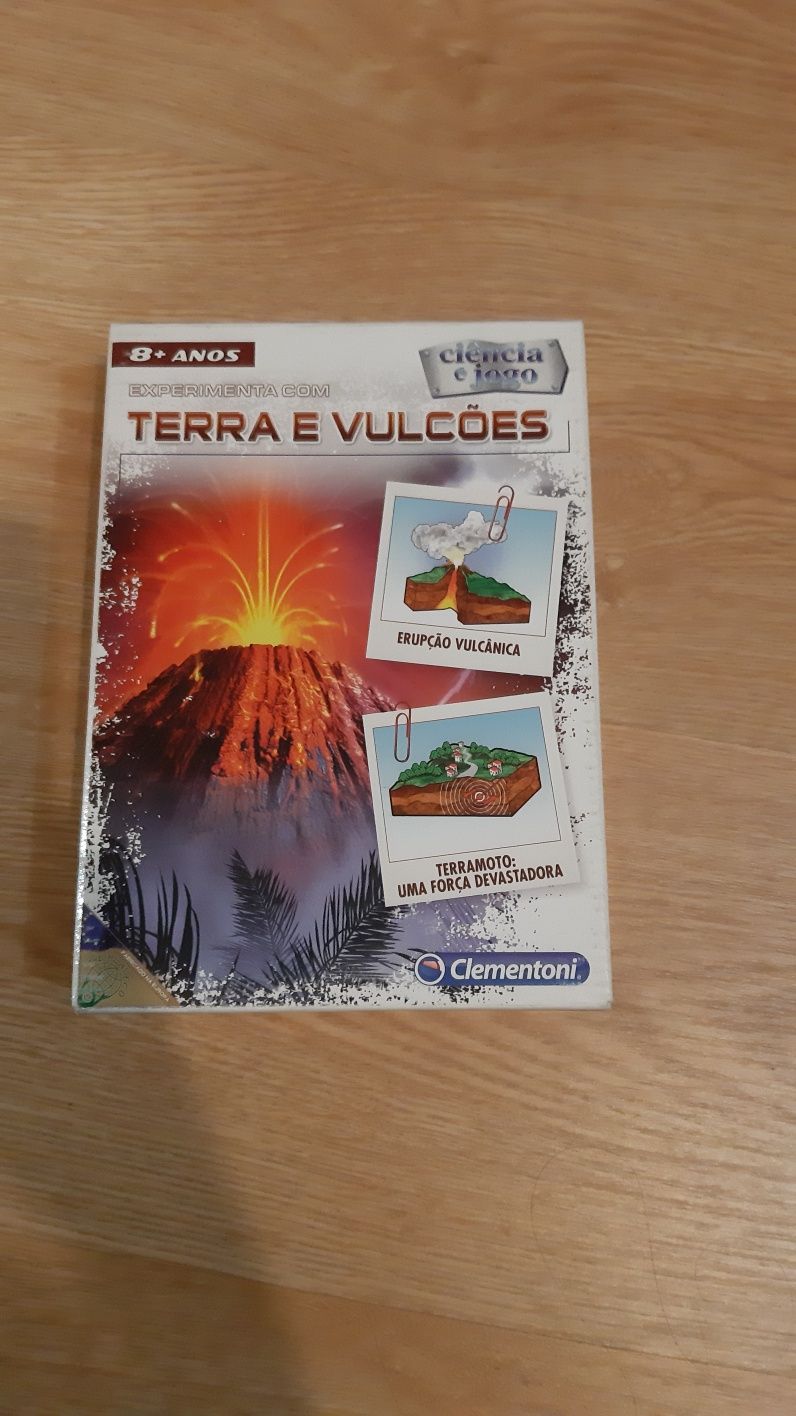 8+ ANOS
ciência
e jogo
EXPERIMENTA COM
TERRA E VULCÕES
ERUPÇÃO VULCÂNICA
TERRAMOTO:
UMA FORÇA DEVASTADORA
Clementoni®